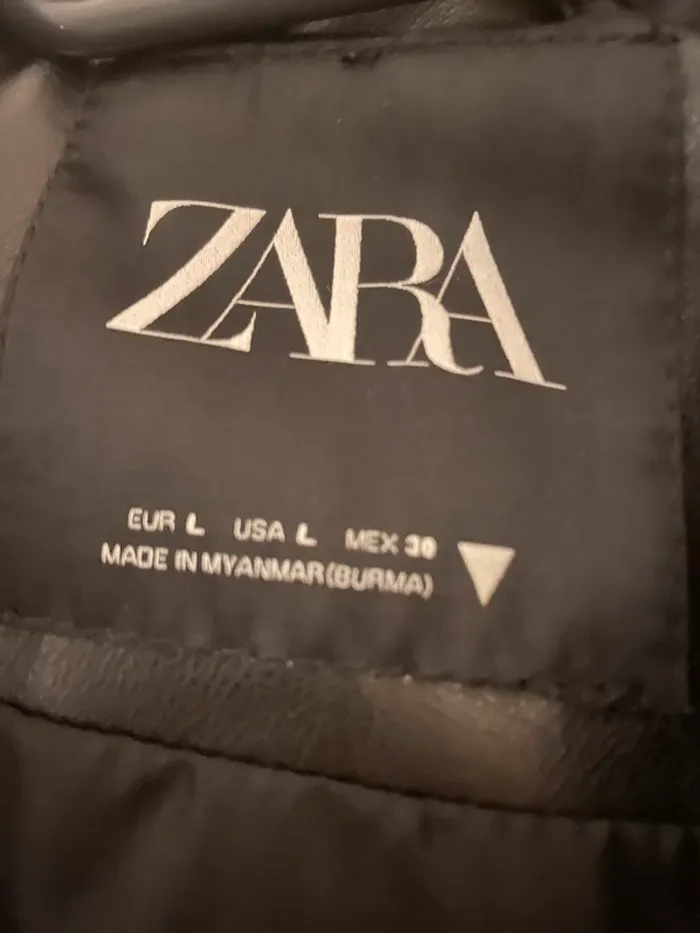 ZARA
EUR L USA L MEX 30
MADE IN MYANMAR (BURMA)